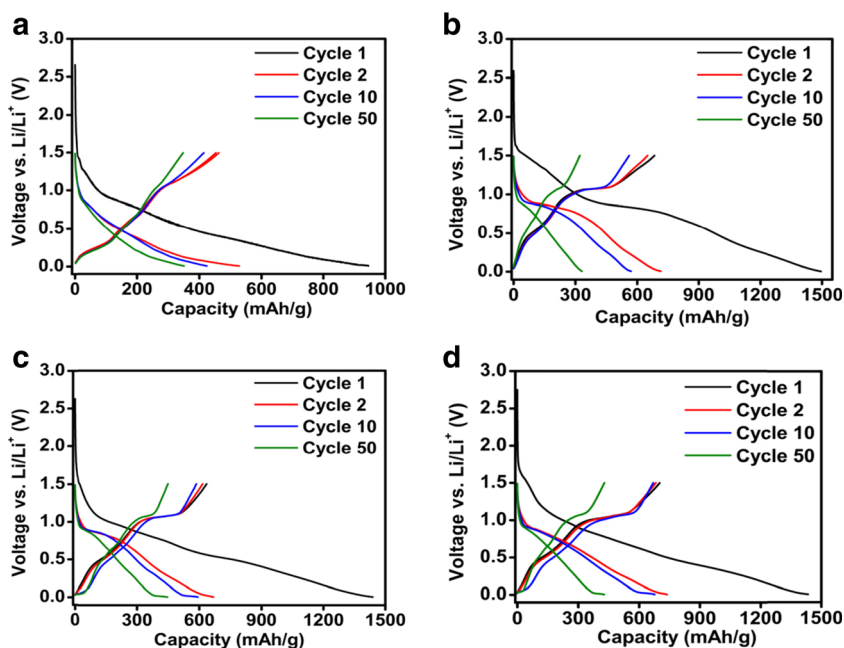 a
3.0
2.5
2.0
1.5
1.0
0.5
0.0
Voltage vs. Li/Li⁺ (V)
Cycle 1
Cycle 2
Cycle 10
Cycle 50
0 200 400 600 800 1000
Capacity (mAh/g)
b
3.0
2.5
2.0
1.5
1.0
0.5
0.0
Voltage vs. Li/Li⁺ (V)
Cycle 1
Cycle 2
Cycle 10
Cycle 50
0 300 600 900 1200 1500
Capacity (mAh/g)
c
3.0
2.5
2.0
1.5
1.0
0.5
0.0
Voltage vs. Li/Li⁺ (V)
Cycle 1
Cycle 2
Cycle 10
Cycle 50
0 300 600 900 1200 1500
Capacity (mAh/g)
d
3.0
2.5
2.0
1.5
1.0
0.5
0.0
Voltage vs. Li/Li⁺ (V)
Cycle 1
Cycle 2
Cycle 10
Cycle 50
0 300 600 900 1200 1500
Capacity (mAh/g)